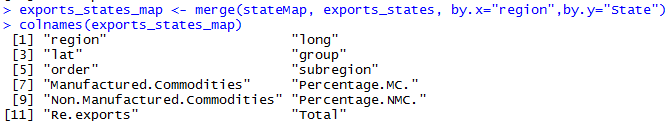 > exports_states_map <- merge(stateMap, exports_states, by.x="region",by.y="State")
> colnames(exports_states_map)
[1] "region" "long"
[3] "lat" "group"
[5] "order" "subregion"
[7] "Manufactured.Commodities" "Percentage.MC."
[9] "Non.Manufactured.Commodities" "Percentage.NMC."
[11] "Re.exports" "Total"